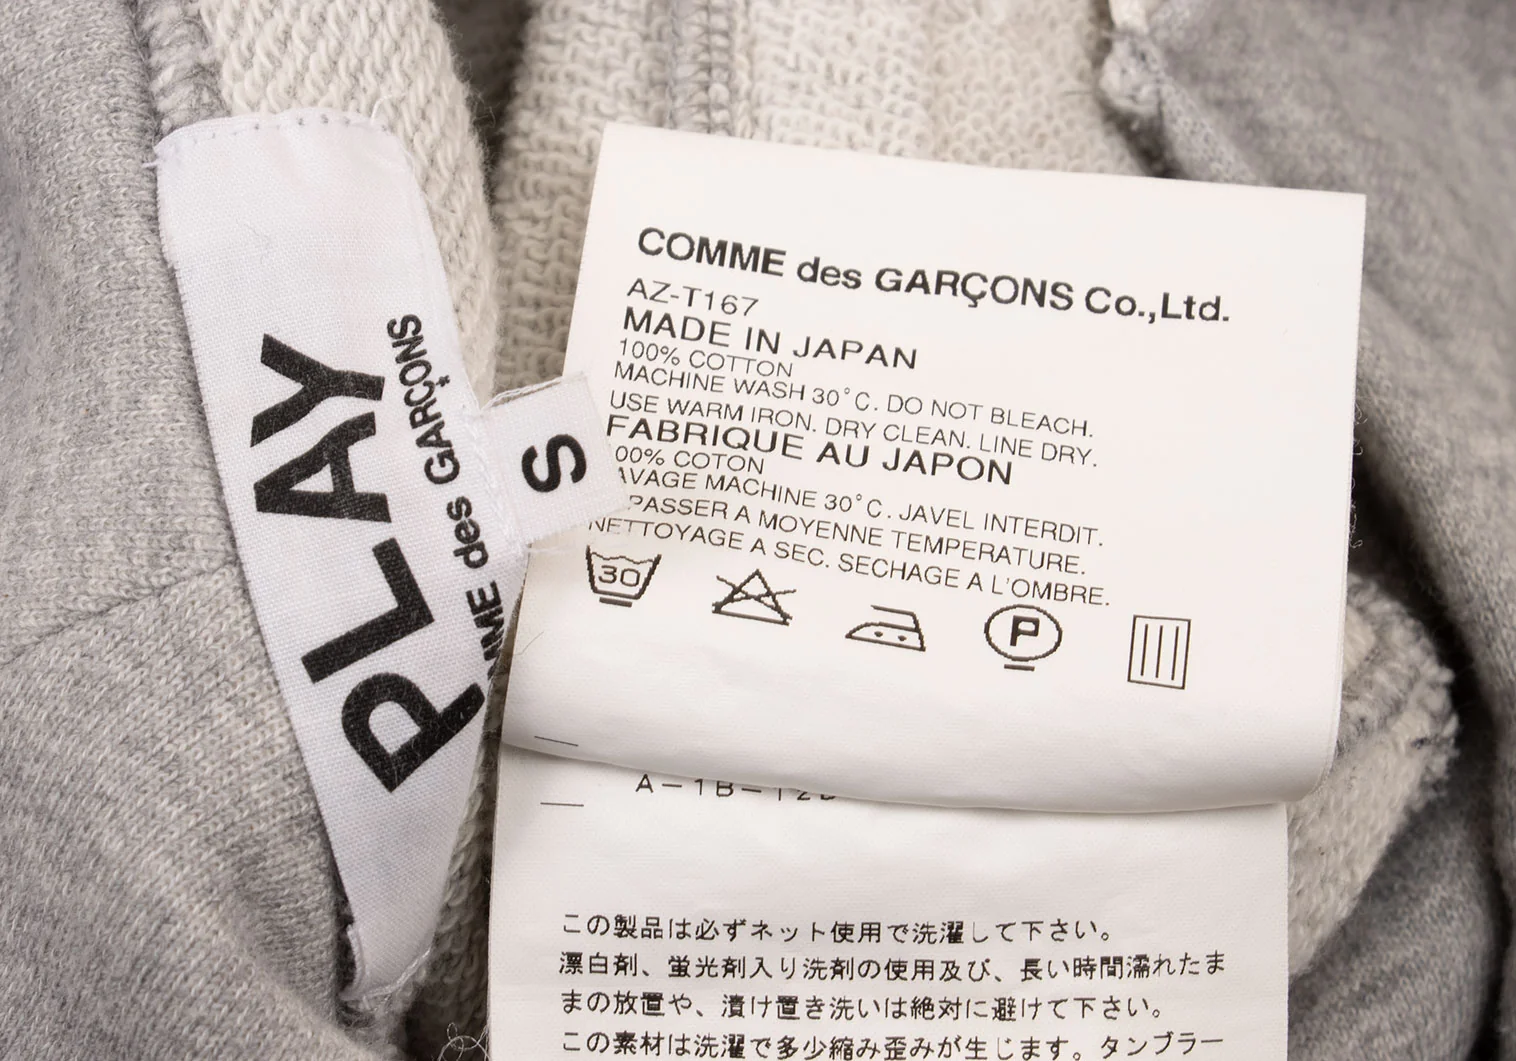 PLAY
COMME des GARÇONS
S
COMME des GARÇONS Co.,Ltd.
AZ-T167
MADE IN JAPAN
100% COTTON
MACHINE WASH 30°C. DO NOT BLEACH.
USE WARM IRON. DRY CLEAN. LINE DRY.
FABRIQUE AU JAPON
00% COTON
AVAGE MACHINE 30°C. JAVEL INTERDIT.
PASSER A MOYENNE TEMPERATURE.
NETTOYAGE A SEC. SECHAGE A L'OMBRE.
30
P
A-1B-12
この製品は必ずネット使用で洗濯して下さい。
漂白剤、蛍光剤入り洗剤の使用及び、長い時間濡れたま
まの放置や、漬け置き洗いは絶対に避けて下さい。
この素材は洗濯で多少縮み歪みが生じます。タンブラー